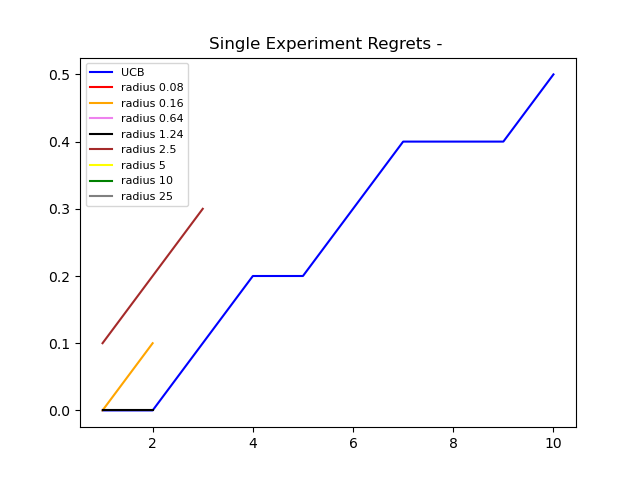 Single Experiment Regrets -
UCB
radius 0.08
radius 0.16
radius 0.64
radius 1.24
radius 2.5
radius 5
radius 10
radius 25
0.5
0.4
0.3
0.2
0.1
0.0
2 4 6 8 10